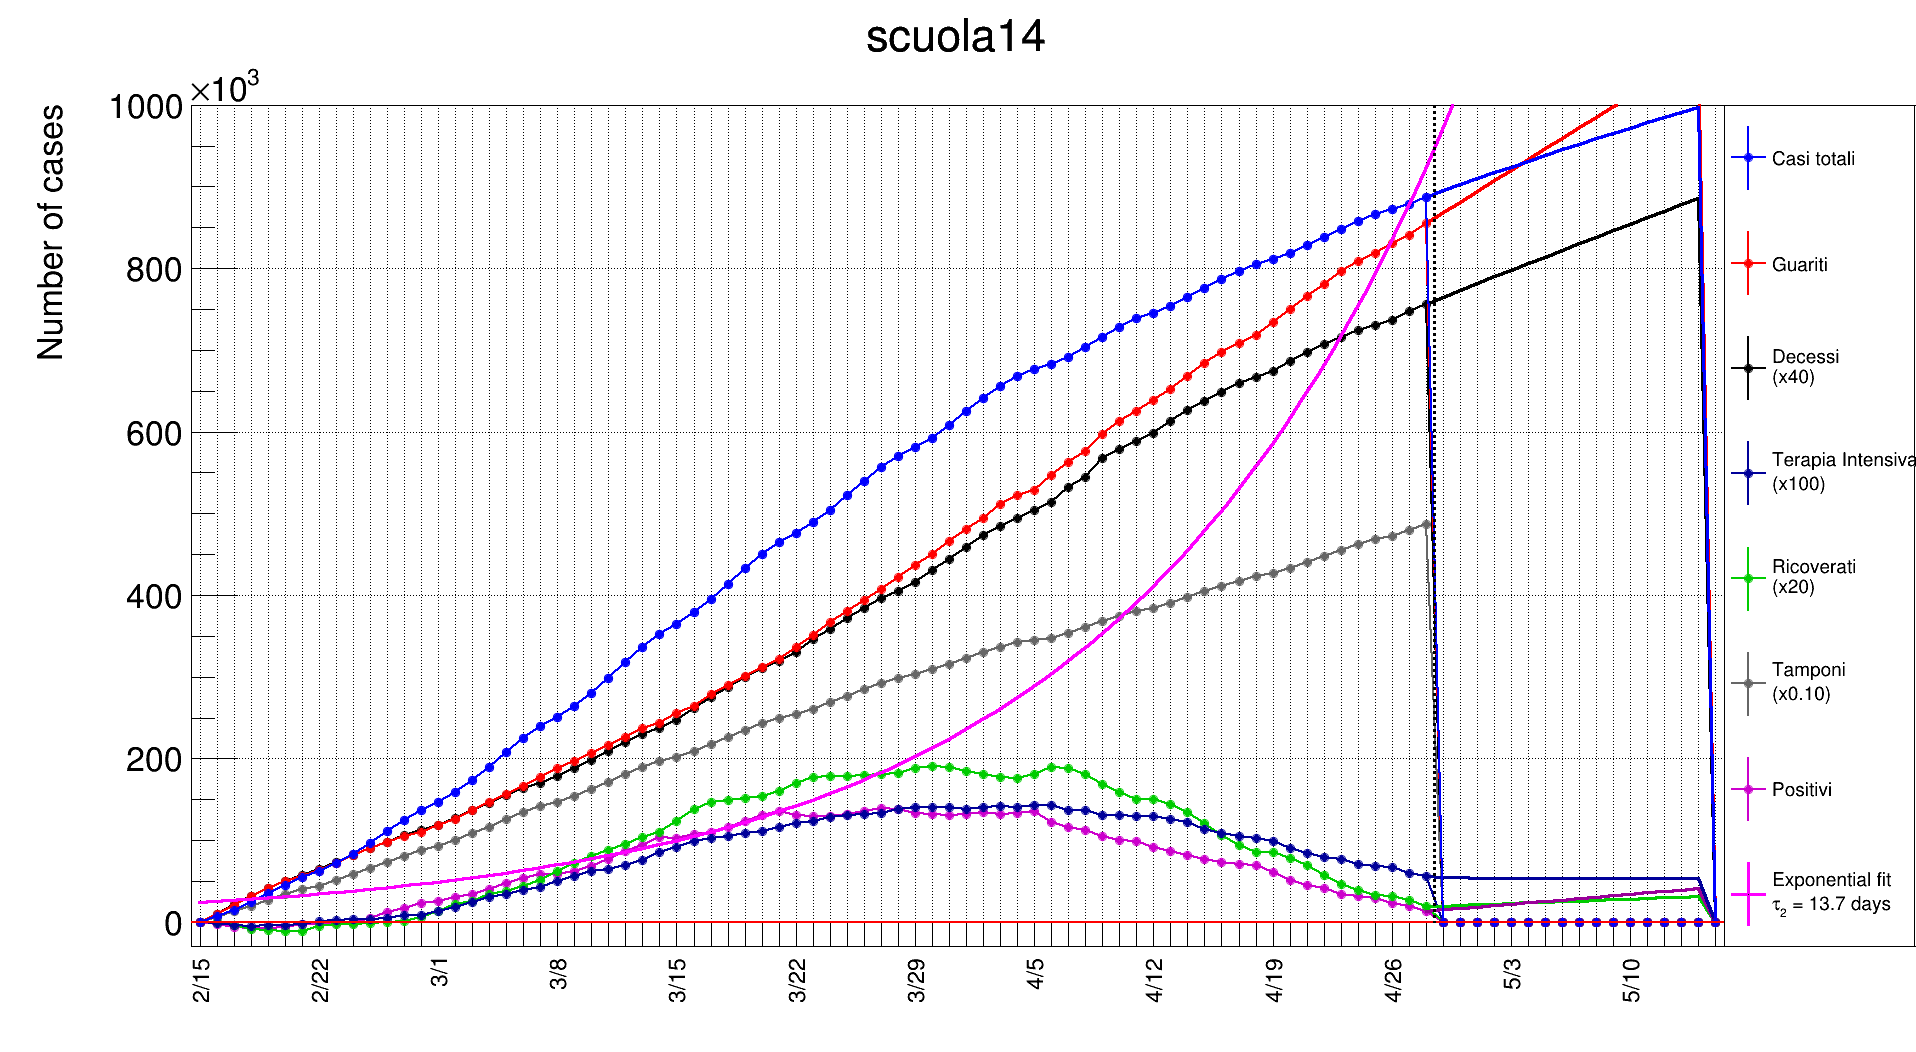 scuola14
×10³
Number of cases
1000
800
600
400
200
0
2/15
2/22
3/1
3/8
3/15
3/22
3/29
4/5
4/12
4/19
4/26
5/3
5/10
Casi totali
Guariti
Decessi
(x40)
Terapia Intensiva
(x100)
Ricoverati
(x20)
Tamponi
(x0.10)
Positivi
Exponential fit
τ₂ = 13.7 days